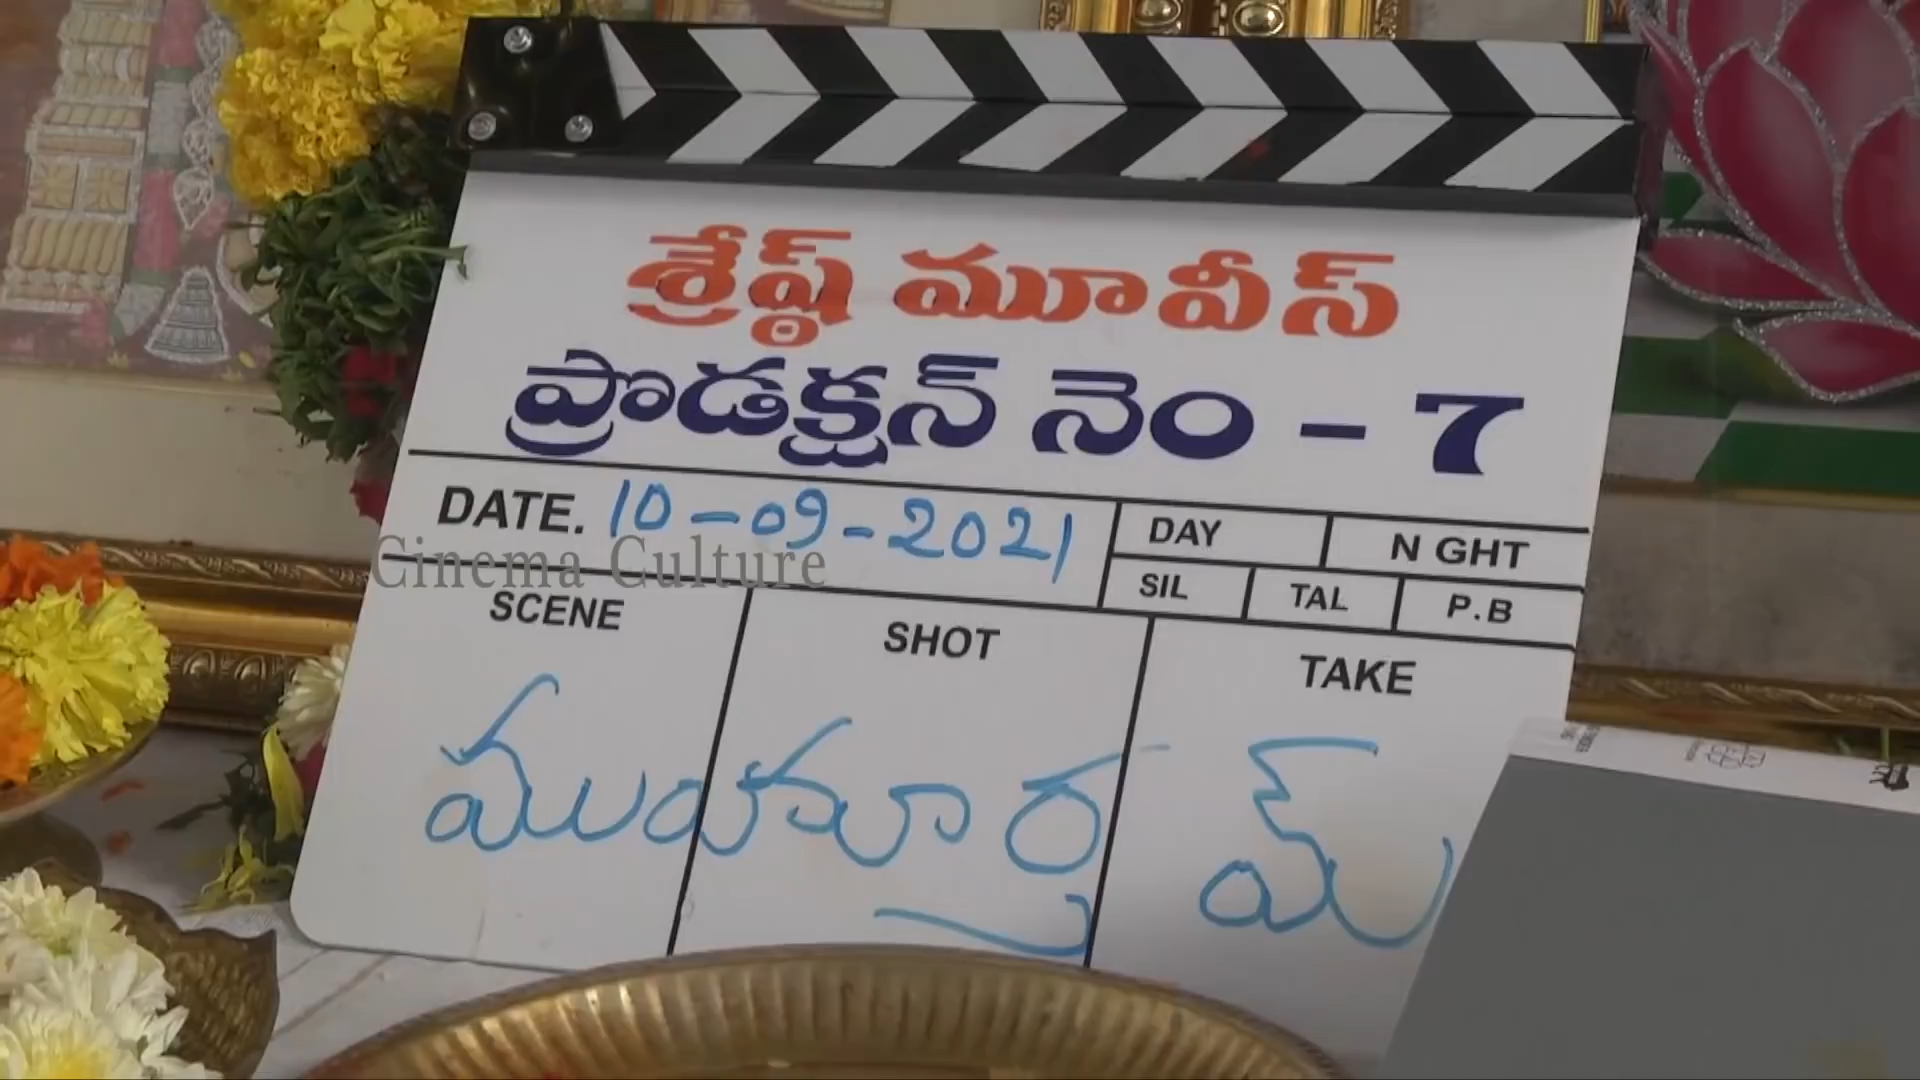 శ్రేష్ఠ్ మూవీస్
ప్రొడక్షన్ నెం - 7
DATE. 10-09-2021
DAY N GHT
SIL TAL P.B
Cinema Culture
SCENE SHOT TAKE
ముహూర్తమ్